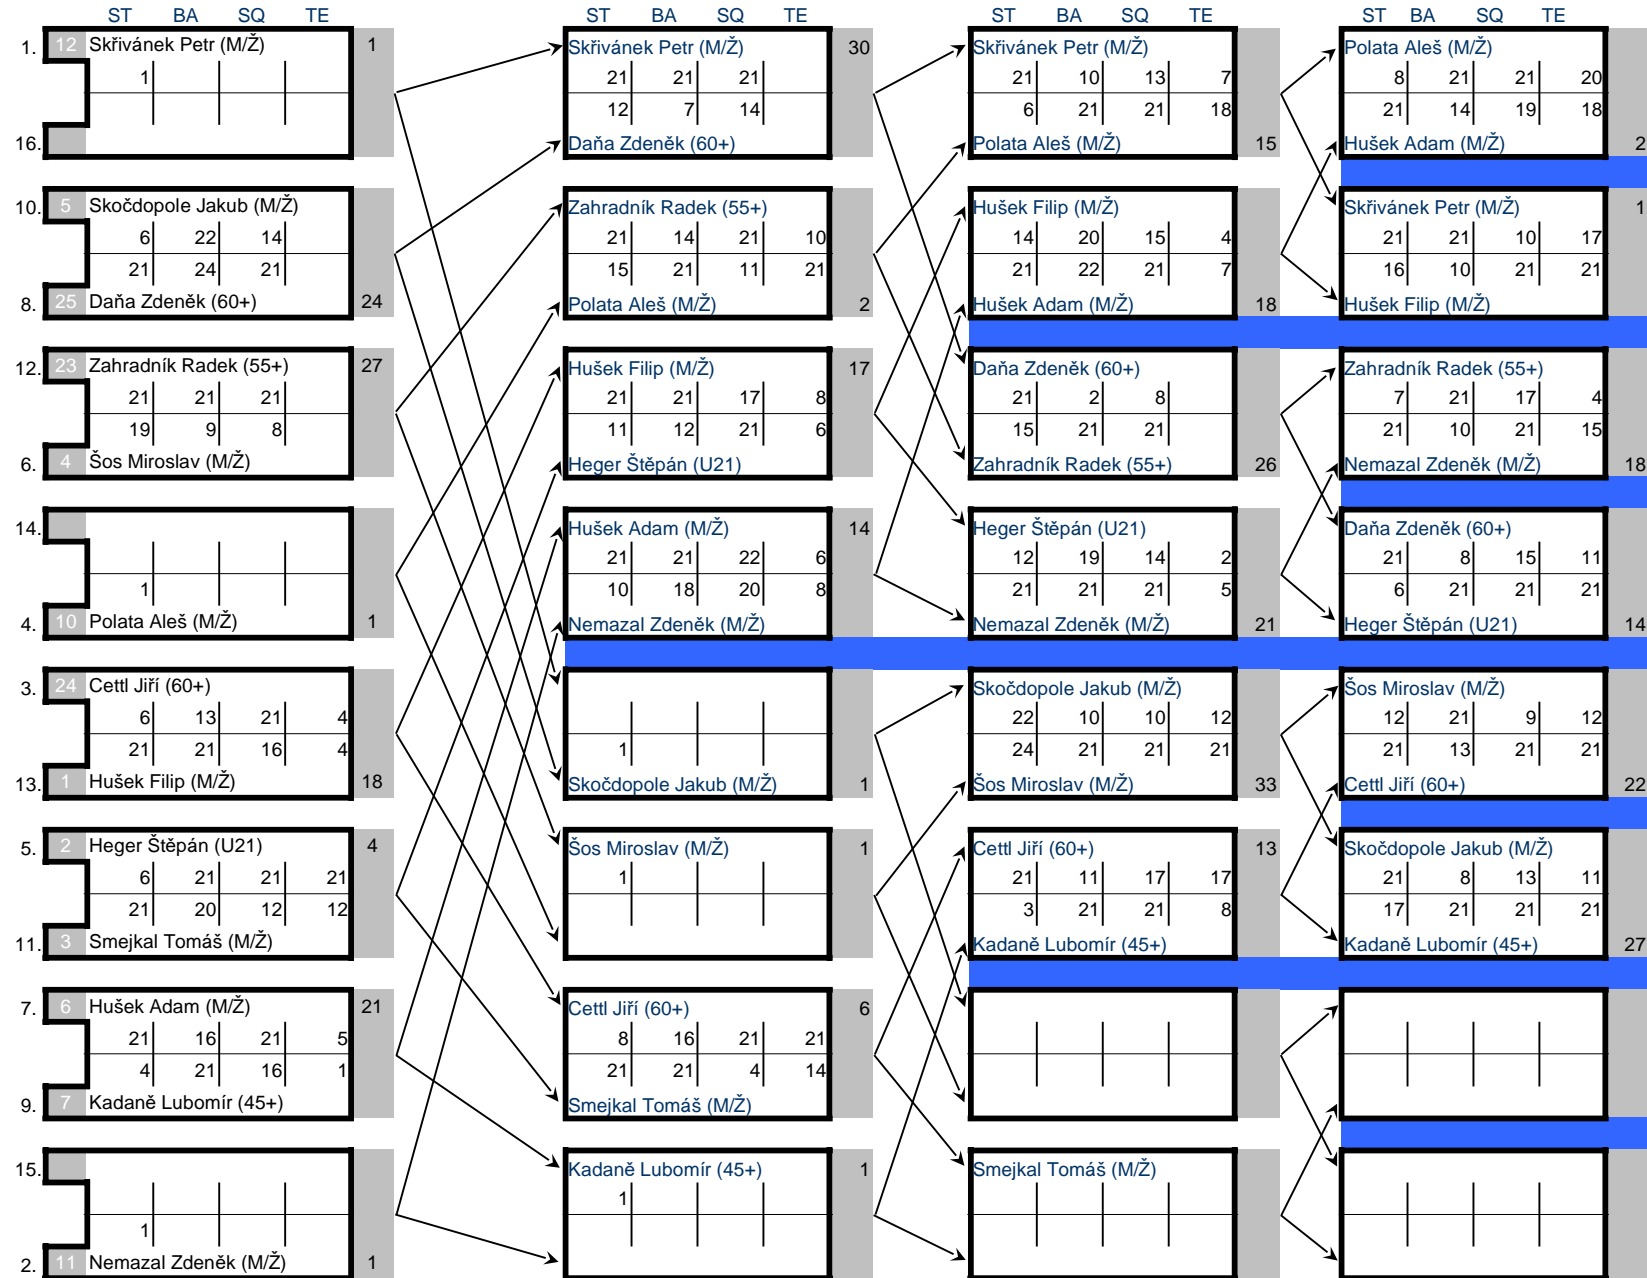 ST BA SQ TE
1. 12 Skřivánek Petr (M/Ž) 1
1
16.
10. 5 Skočdopole Jakub (M/Ž)
6 22 14
21 24 21
8. 25 Daňa Zdeněk (60+) 24
12. 23 Zahradník Radek (55+) 27
21 21 21
19 9 8
6. 4 Šos Miroslav (M/Ž)
14.
1
4. 10 Polata Aleš (M/Ž) 1
3. 24 Cettl Jiří (60+)
6 13 21 4
21 21 16 4
13. 1 Hušek Filip (M/Ž) 18
5. 2 Heger Štěpán (U21) 4
6 21 21 21
21 20 12 12
11. 3 Smejkal Tomáš (M/Ž)
7. 6 Hušek Adam (M/Ž) 21
21 16 21 5
4 21 16 1
9. 7 Kadaně Lubomír (45+)
15.
1
2. 11 Nemazal Zdeněk (M/Ž) 1
ST BA SQ TE
Skřivánek Petr (M/Ž) 30
21 21 21
12 7 14
Daňa Zdeněk (60+)
Zahradník Radek (55+)
21 14 21 10
15 21 11 21
Polata Aleš (M/Ž) 2
Hušek Filip (M/Ž) 17
21 21 17 8
11 12 21 6
Heger Štěpán (U21)
Hušek Adam (M/Ž) 14
21 21 22 6
10 18 20 8
Nemazal Zdeněk (M/Ž)
1
Skočdopole Jakub (M/Ž) 1
Šos Miroslav (M/Ž) 1
1
Cettl Jiří (60+) 6
8 16 21 21
21 21 4 14
Smejkal Tomáš (M/Ž)
Kadaně Lubomír (45+) 1
1
ST BA SQ TE
Skřivánek Petr (M/Ž)
21 10 13 7
6 21 21 18
Polata Aleš (M/Ž) 15
Hušek Filip (M/Ž)
14 20 15 4
21 22 21 7
Hušek Adam (M/Ž) 18
Daňa Zdeněk (60+)
21 2 8
15 21 21
Zahradník Radek (55+) 26
Heger Štěpán (U21)
12 19 14 2
21 21 21 5
Nemazal Zdeněk (M/Ž) 21
Skočdopole Jakub (M/Ž)
22 10 10 12
24 21 21 21
Šos Miroslav (M/Ž) 33
Cettl Jiří (60+) 13
21 11 17 17
3 21 21 8
Kadaně Lubomír (45+)
Smejkal Tomáš (M/Ž)
ST BA SQ TE
Polata Aleš (M/Ž)
8 21 21 20
21 14 19 18
Hušek Adam (M/Ž) 2
Skřivánek Petr (M/Ž) 1
21 21 10 17
16 10 21 21
Hušek Filip (M/Ž)
Zahradník Radek (55+)
7 21 17 4
21 10 21 15
Nemazal Zdeněk (M/Ž) 18
Daňa Zdeněk (60+)
21 8 15 11
6 21 21 21
Heger Štěpán (U21) 14
Šos Miroslav (M/Ž)
12 21 9 12
21 13 21 21
Cettl Jiří (60+) 22
Skočdopole Jakub (M/Ž)
21 8 13 11
17 21 21 21
Kadaně Lubomír (45+) 27